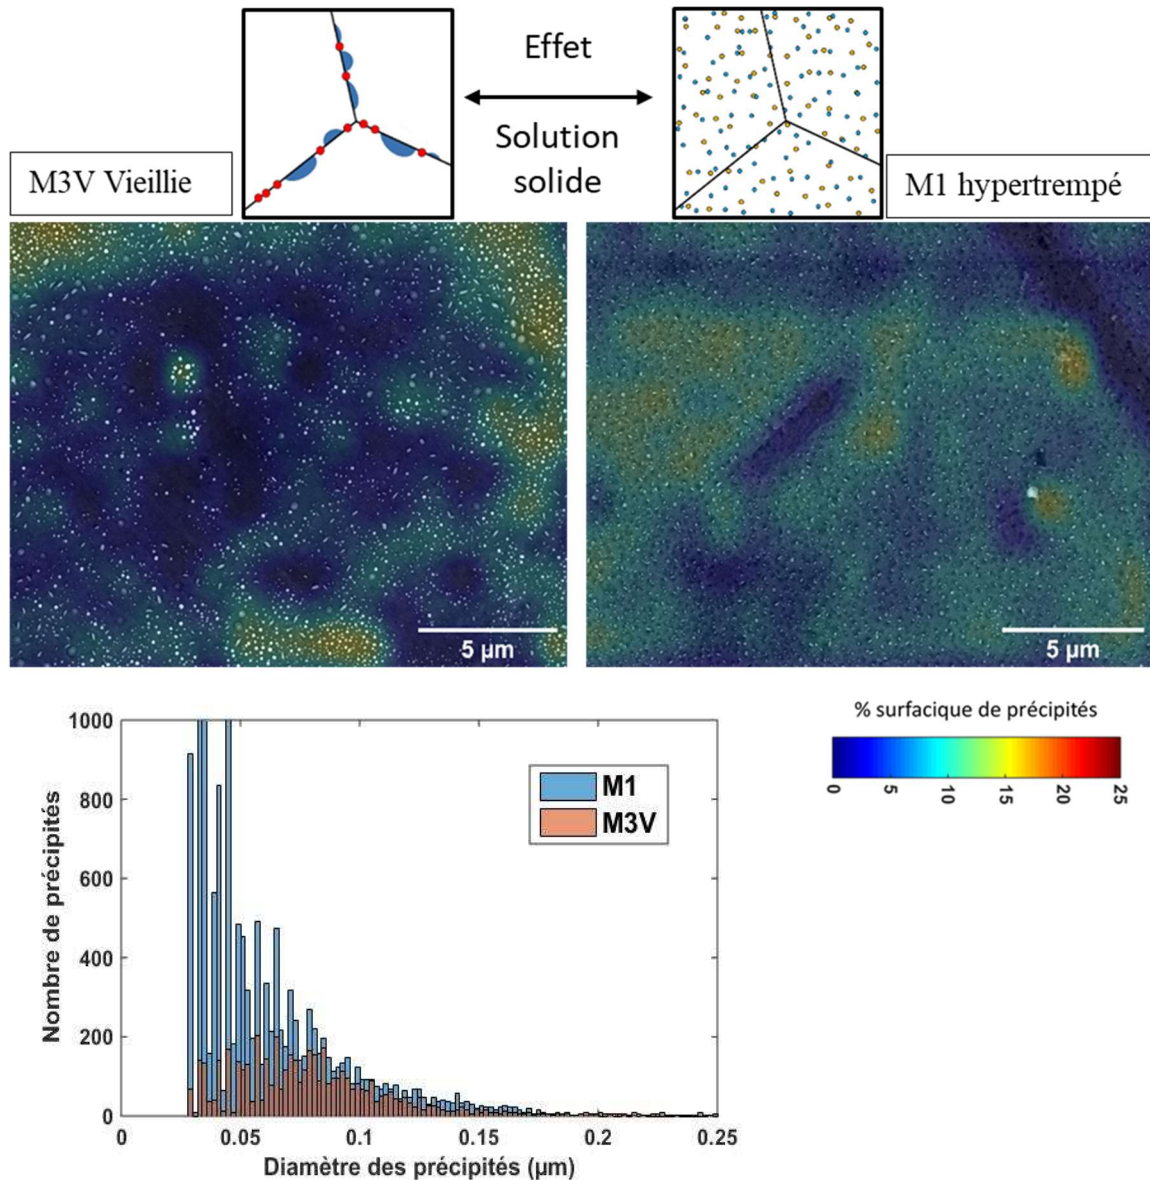 Effet
Solution
solide
M3V Vieillie
M1 hypertrempé
5 µm
5 µm
% surfacique de précipités
0 5 10 15 20 25
1000
800
600
400
200
0
Nombre de précipités
M1
M3V
0 0.05 0.1 0.15 0.2 0.25
Diamètre des précipités (µm)